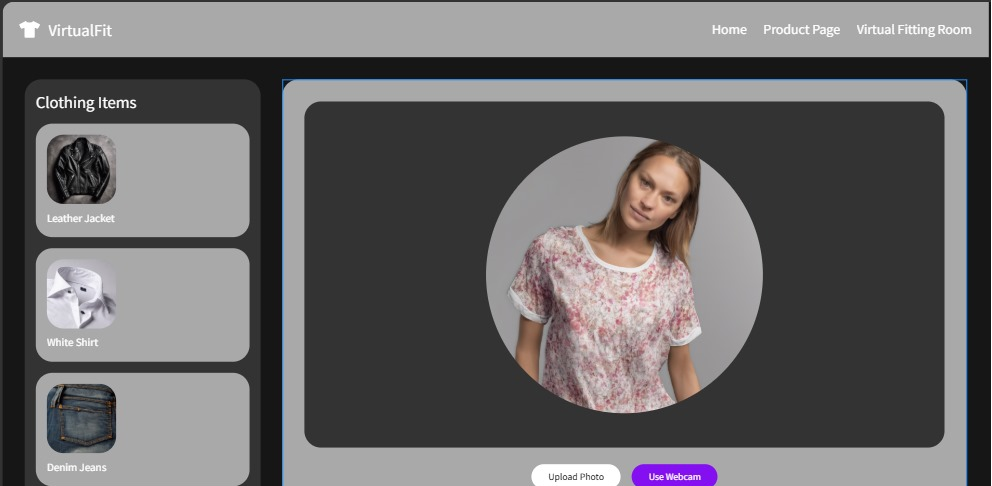 VirtualFit
Home Product Page Virtual Fitting Room
Clothing Items
Leather Jacket
White Shirt
Denim Jeans
Upload Photo Use Webcam